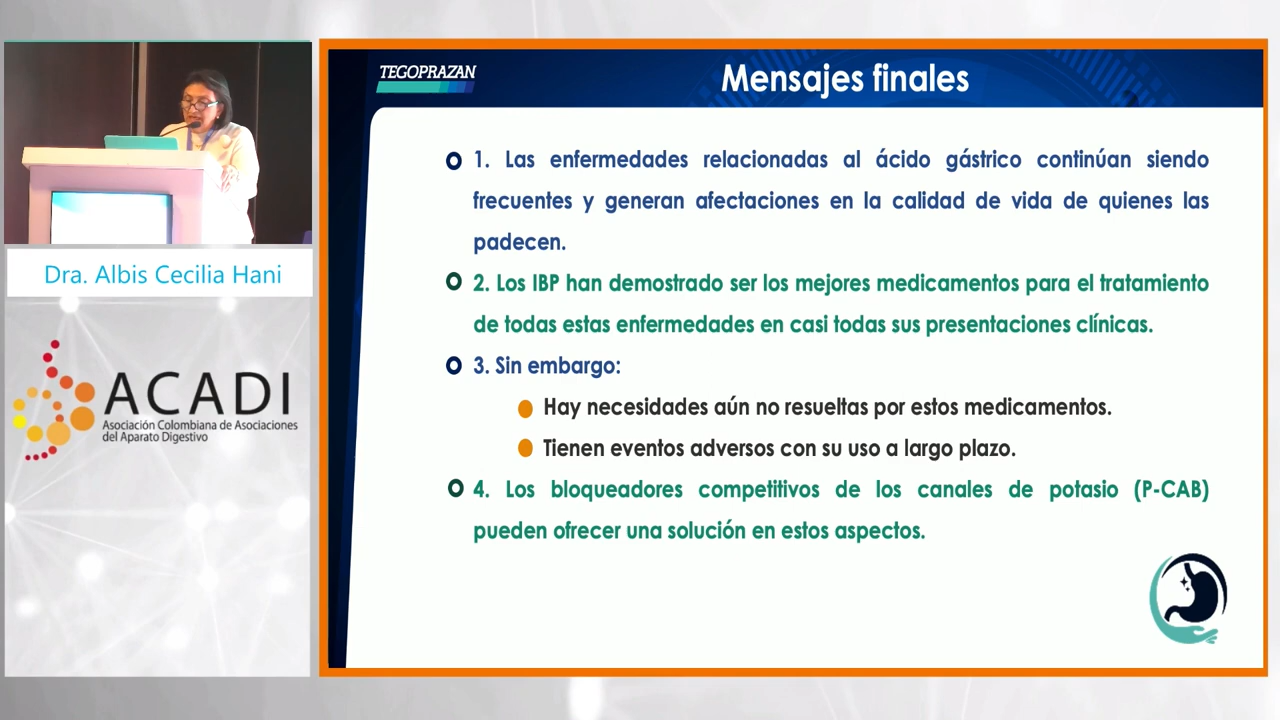 TEGOPRAZAN
Mensajes finales
1. Las enfermedades relacionadas al ácido gástrico continúan siendo
frecuentes y generan afectaciones en la calidad de vida de quienes las
padecen.
2. Los IBP han demostrado ser los mejores medicamentos para el tratamiento
de todas estas enfermedades en casi todas sus presentaciones clínicas.
3. Sin embargo:
Hay necesidades aún no resueltas por estos medicamentos.
Tienen eventos adversos con su uso a largo plazo.
4. Los bloqueadores competitivos de los canales de potasio (P-CAB)
pueden ofrecer una solución en estos aspectos.
Dra. Albis Cecilia Hani
ACADI
Asociación Colombiana de Asociaciones
del Aparato Digestivo